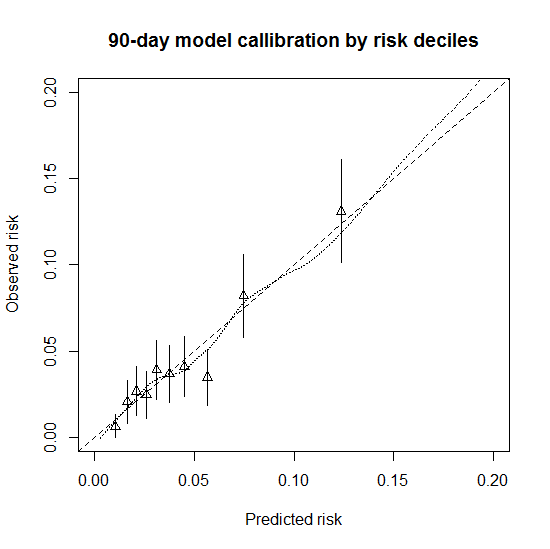 90-day model callibration by risk deciles
Observed risk
0.20
0.15
0.10
0.05
0.00
0.00 0.05 0.10 0.15 0.20
Predicted risk